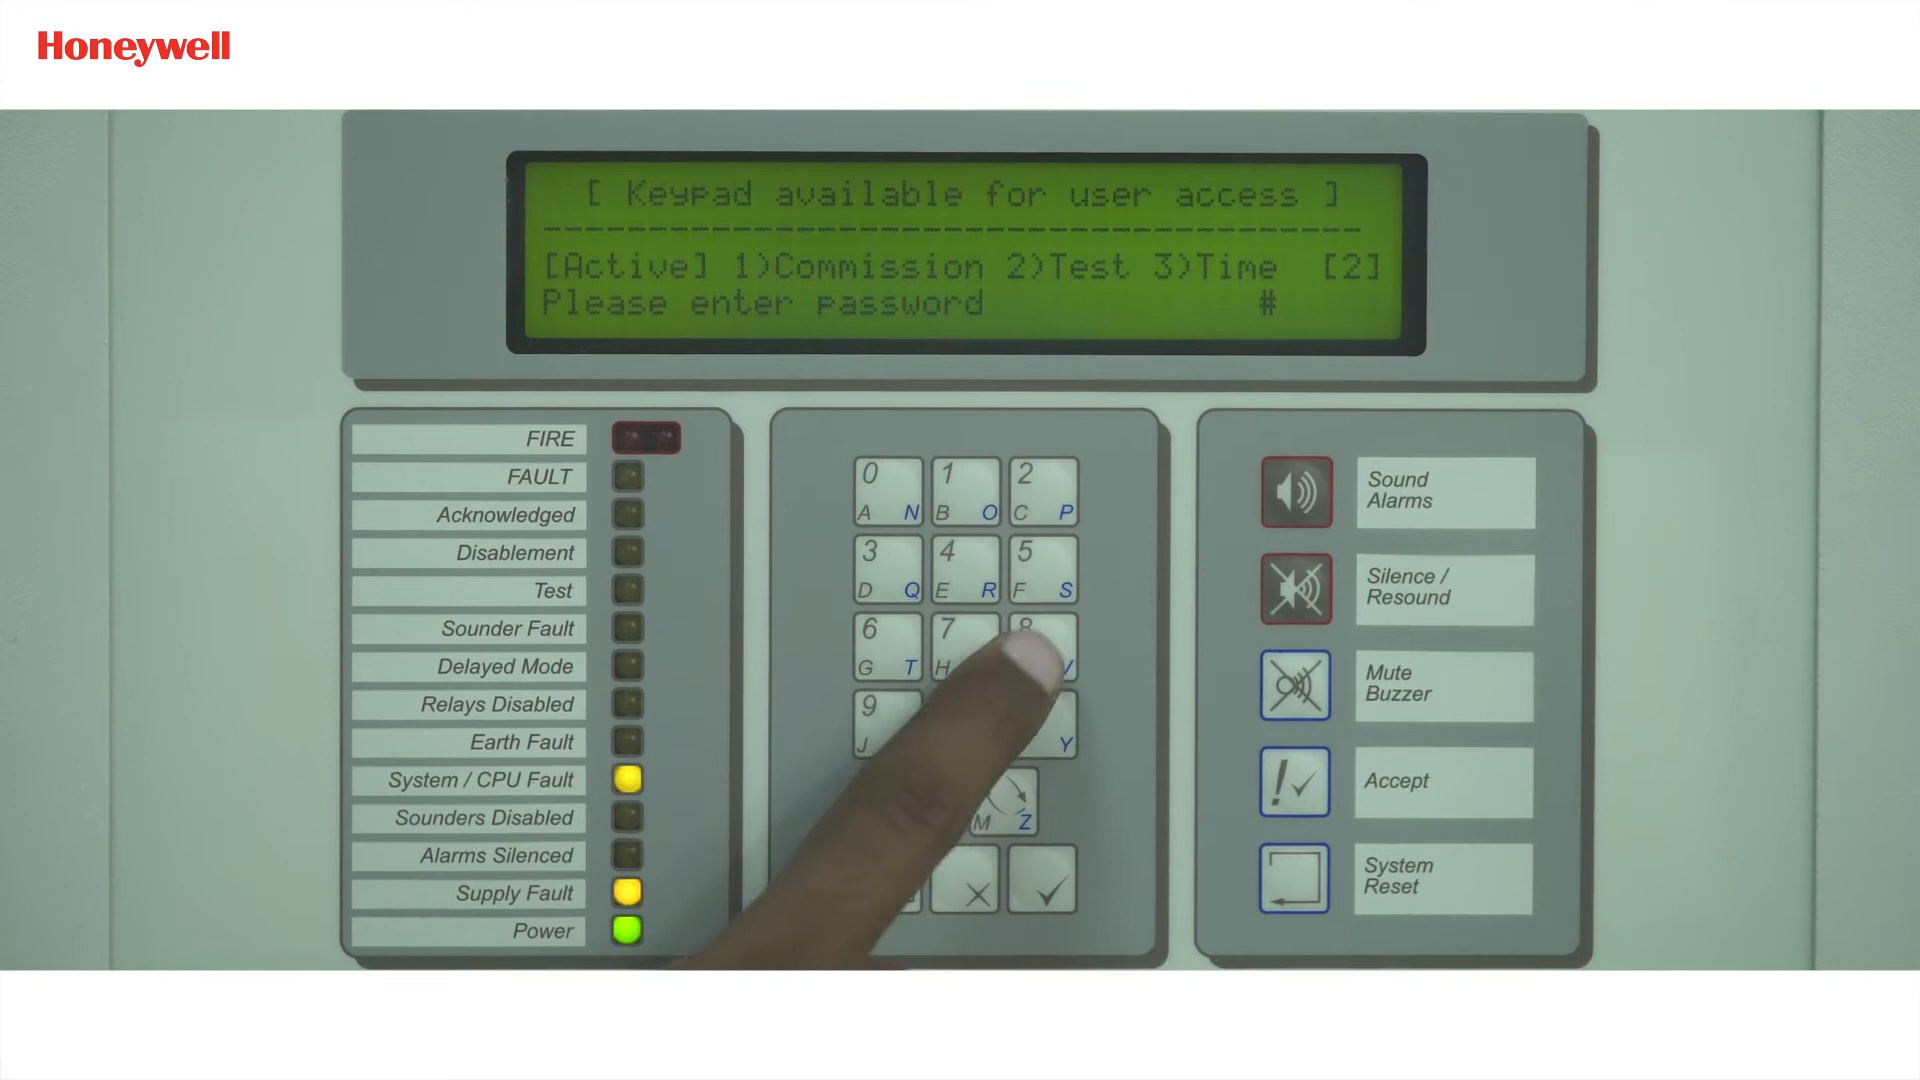 Honeywell
[ Keypad available for user access ]
----------------------------------------
[Active] 1)Commission 2)Test 3)Time [2]
Please enter password #
FIRE
FAULT
Acknowledged
Disablement
Test
Sounder Fault
Delayed Mode
Relays Disabled
Earth Fault
System / CPU Fault
Sounders Disabled
Alarms Silenced
Supply Fault
Power
0 1 2
A N B O C P
3 4 5
D Q E R F S
6 7 8
G T H V
9
J Y
M Z
Sound
Alarms
Silence /
Resound
Mute
Buzzer
Accept
System
Reset